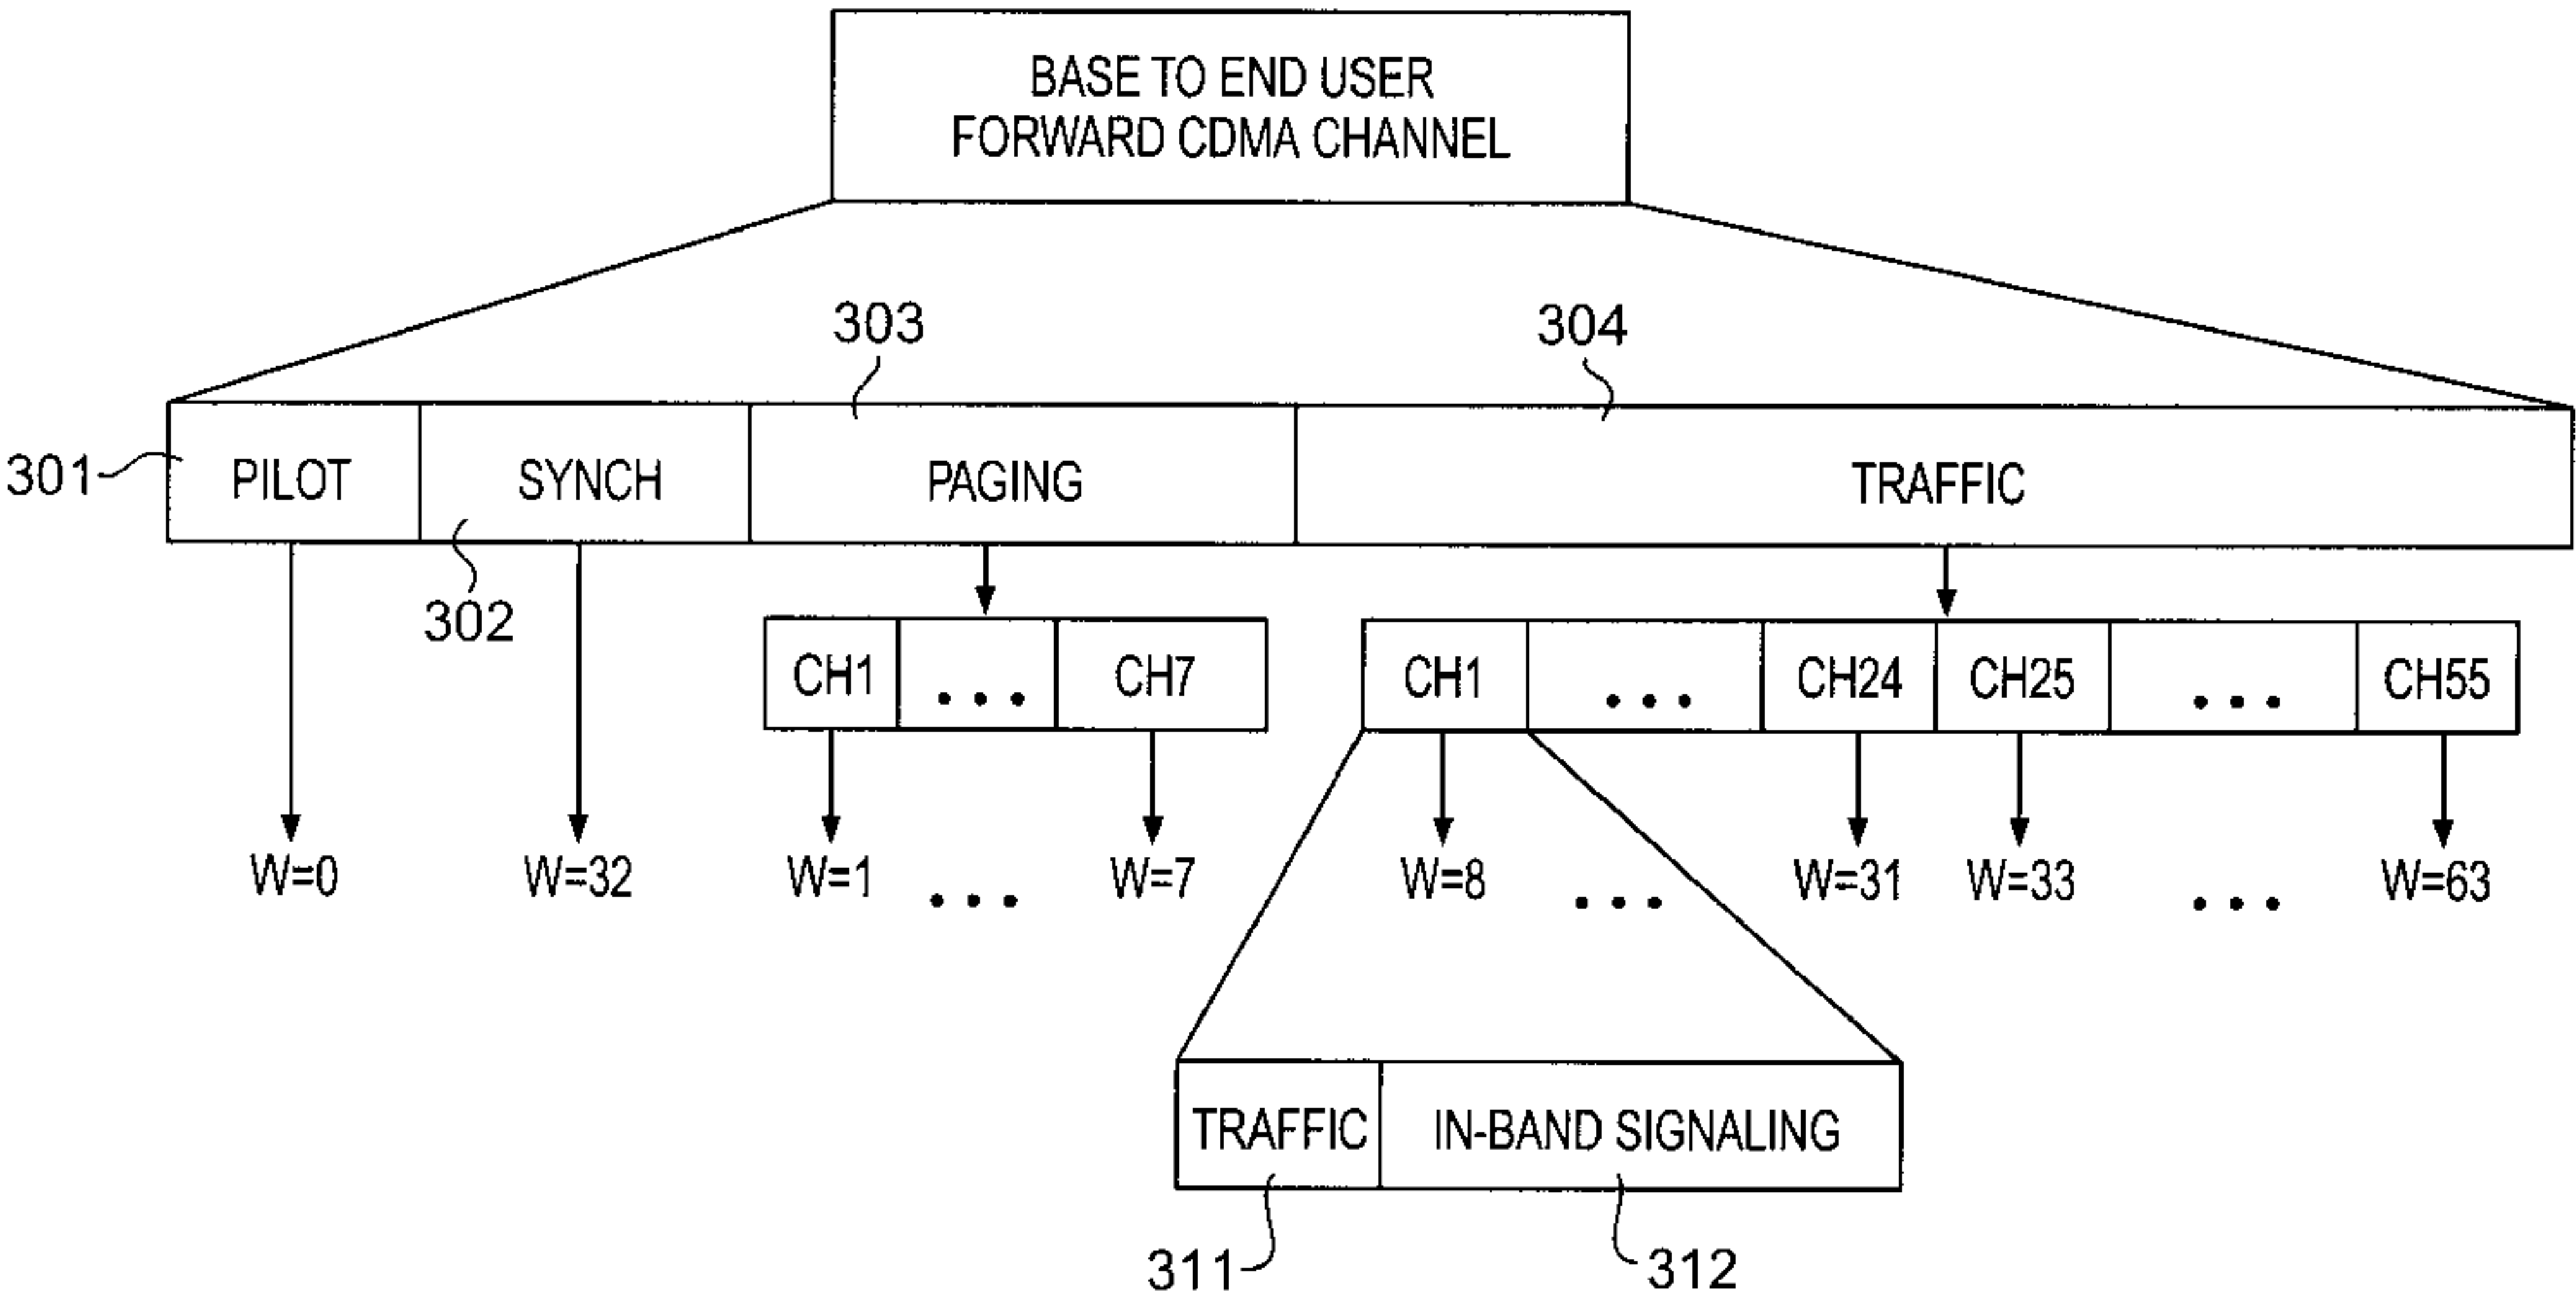 BASE TO END USER
FORWARD CDMA CHANNEL
303
304
301
PILOT
SYNCH
PAGING
TRAFFIC
302
CH1
...
CH7
CH1
...
CH24
CH25
...
CH55
W=0
W=32
W=1
...
W=7
W=8
...
W=31
W=33
...
W=63
TRAFFIC
IN-BAND SIGNALING
311
312